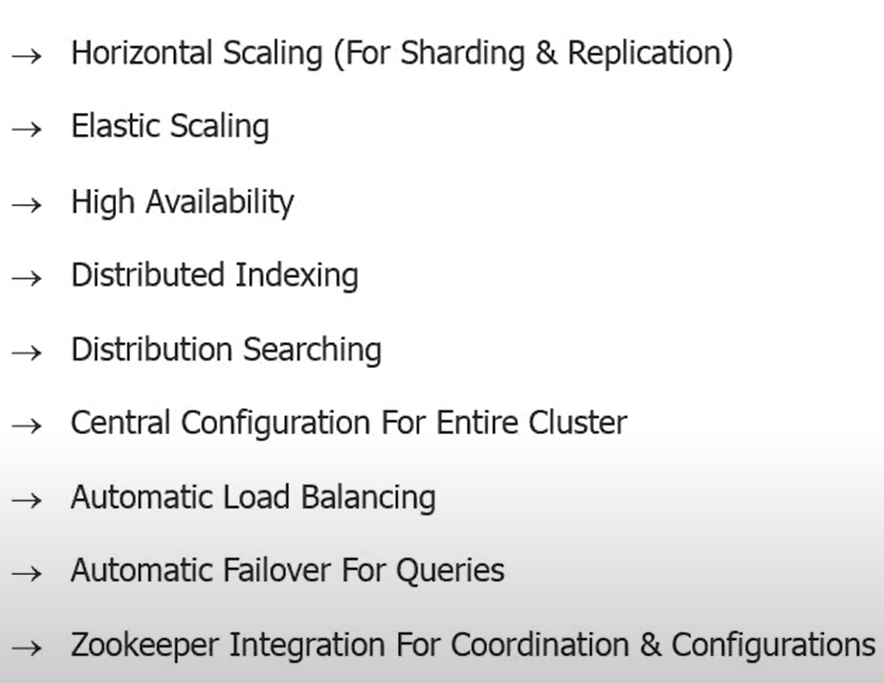 → Horizontal Scaling (For Sharding & Replication)
→ Elastic Scaling
→ High Availability
→ Distributed Indexing
→ Distribution Searching
→ Central Configuration For Entire Cluster
→ Automatic Load Balancing
→ Automatic Failover For Queries
→ Zookeeper Integration For Coordination & Configurations